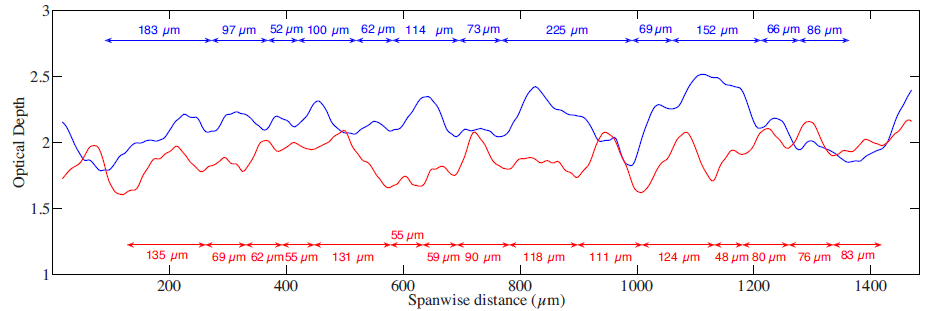 3
183 µm 97 µm 52 µm 100 µm 62 µm 114 µm 73 µm 225 µm 69 µm 152 µm 66 µm 86 µm
2.5
Optical Depth
2
1.5
55 µm
135 µm 69 µm 62 µm 55 µm 131 µm 59 µm 90 µm 118 µm 111 µm 124 µm 48 µm 80 µm 76 µm 83 µm
1
200 400 600 800 1000 1200 1400
Spanwise distance (µm)